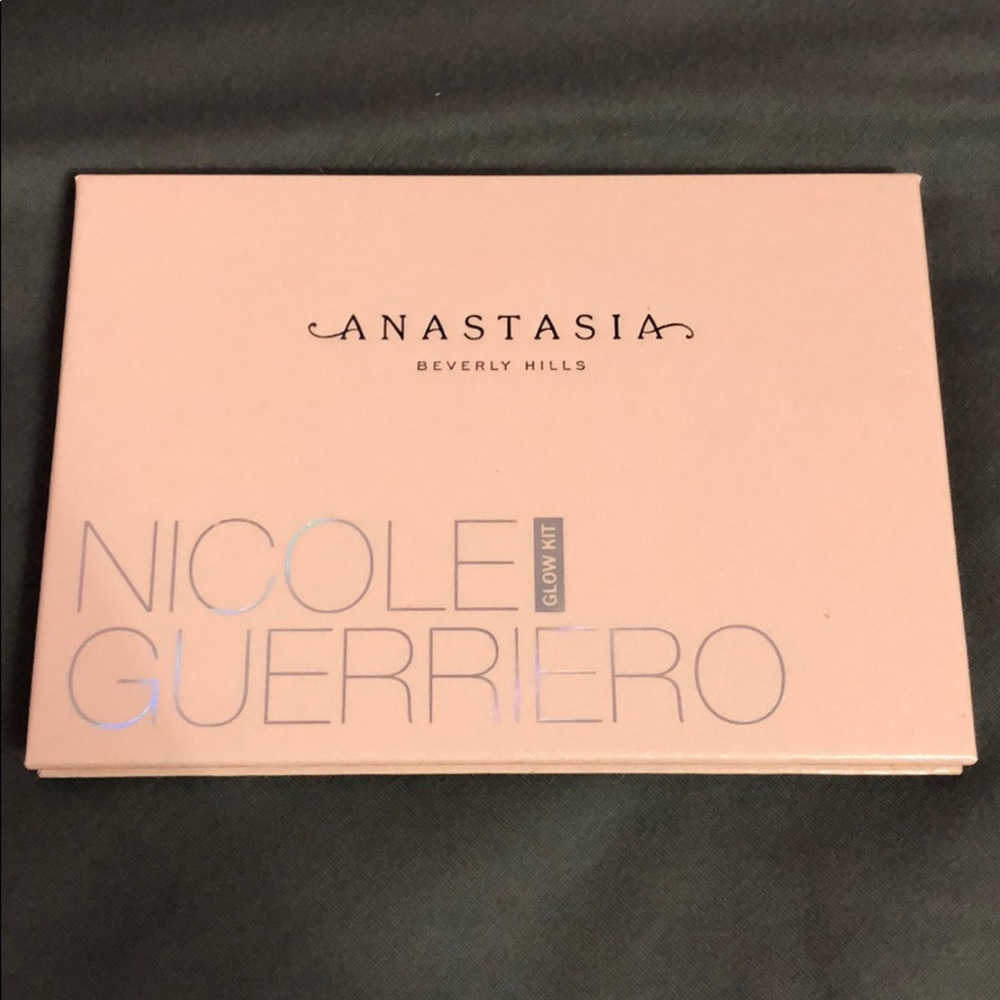 ANASTASIA
BEVERLY HILLS
NICOLE
GLOW KIT
GUERRIERO